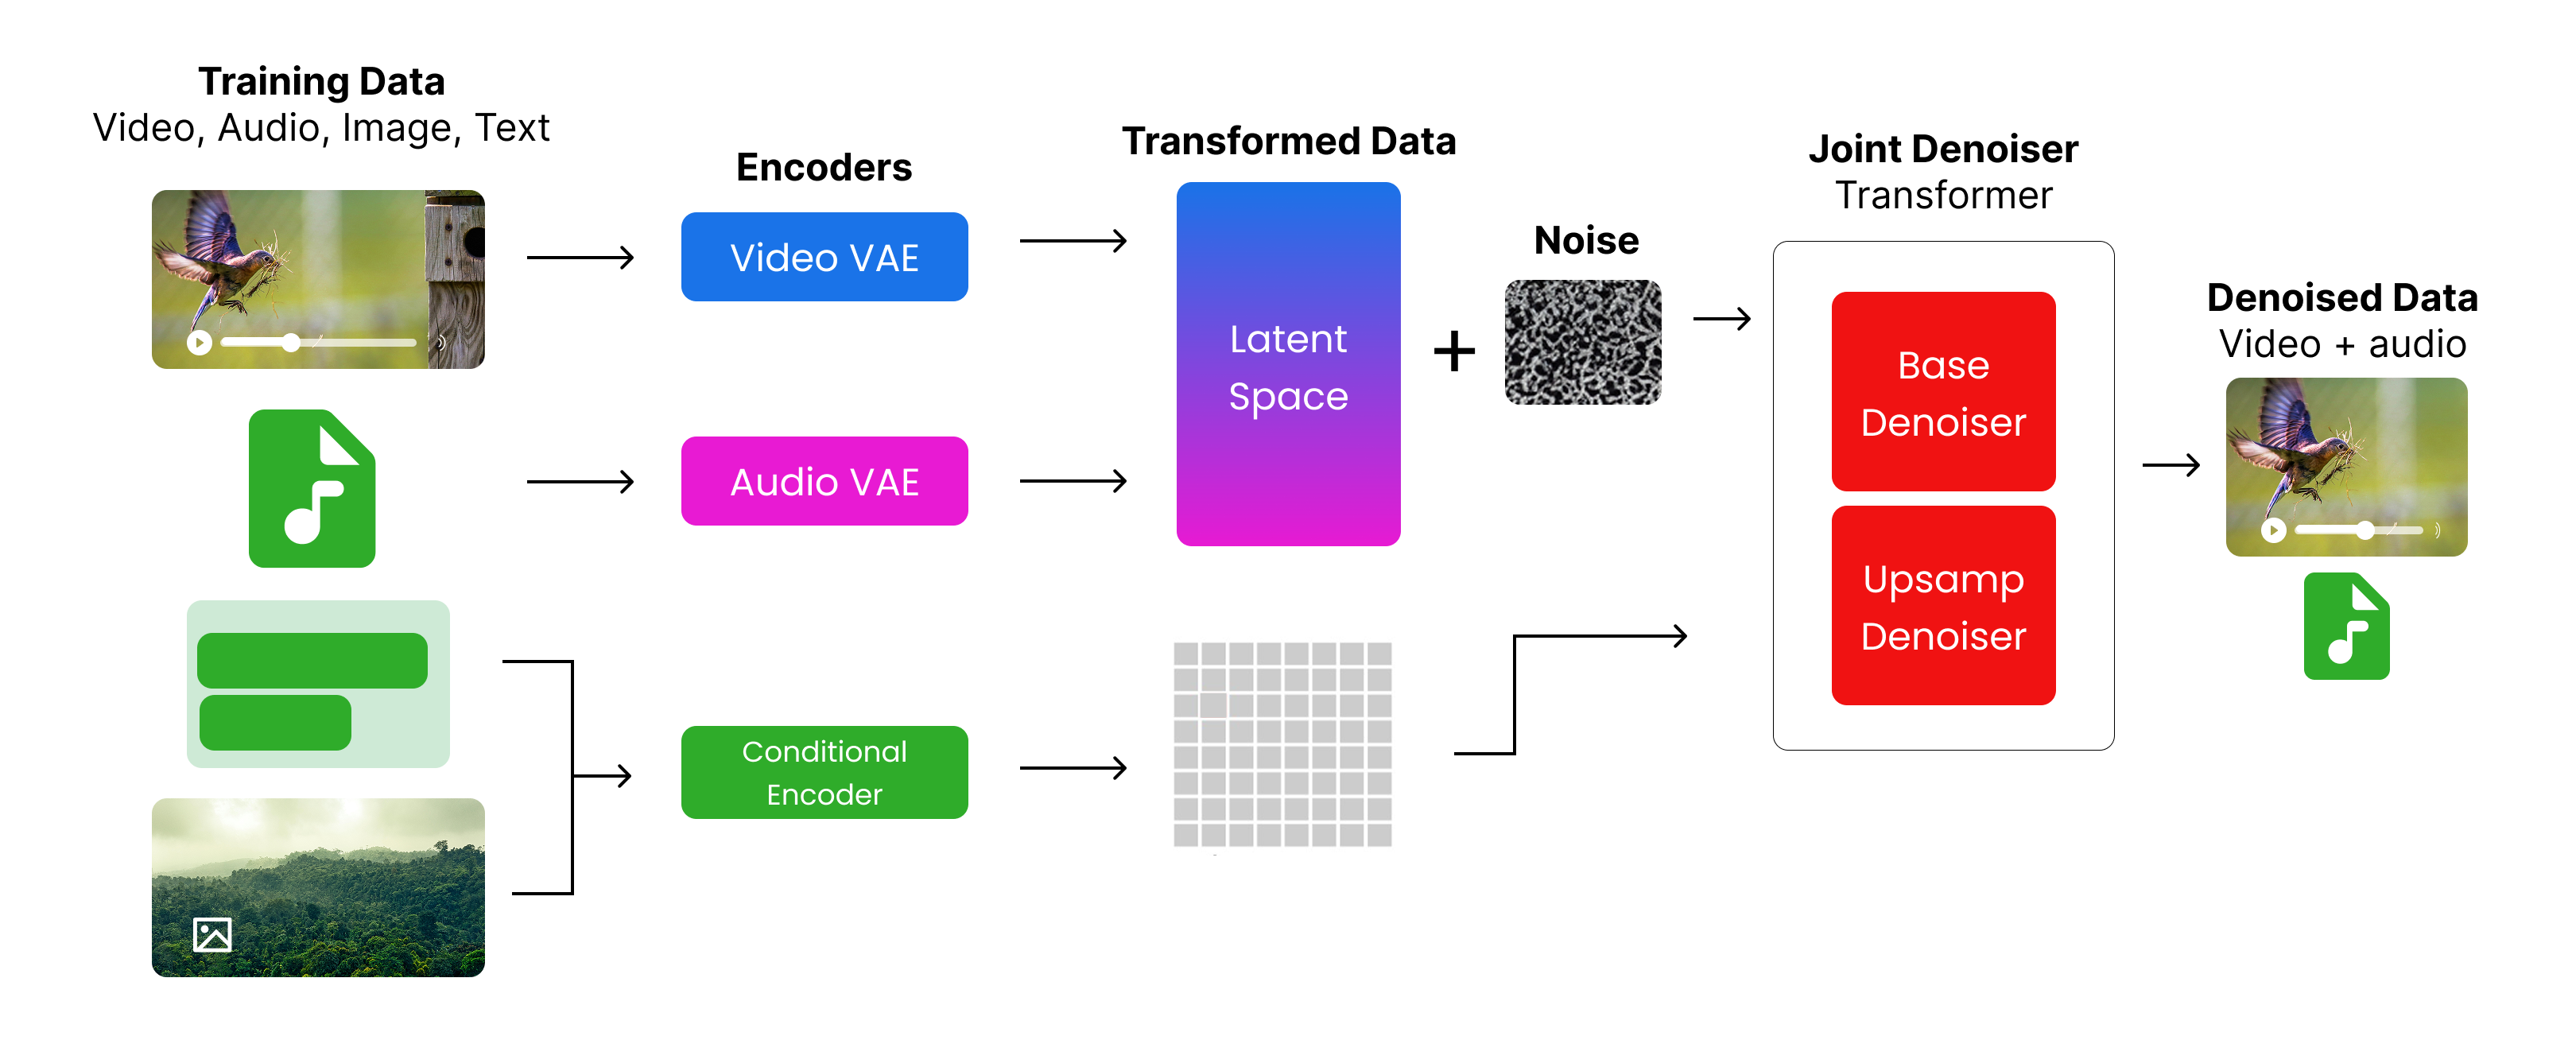 Training Data
Video, Audio, Image, Text
Encoders
Video VAE
Audio VAE
Conditional
Encoder
Transformed Data
Latent
Space
Noise
Joint Denoiser
Transformer
Base
Denoiser
Upsamp
Denoiser
Denoised Data
Video + audio